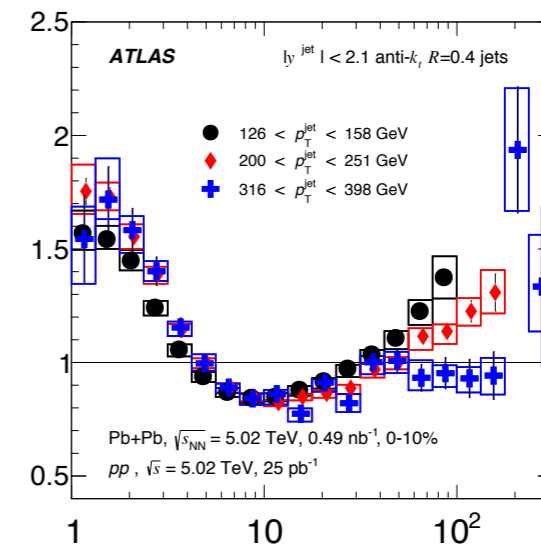 2.5
ATLAS |y^jet| < 2.1 anti-k_t R=0.4 jets
126 < p_T^jet < 158 GeV
2
200 < p_T^jet < 251 GeV
316 < p_T^jet < 398 GeV
1.5
1
Pb+Pb, √s_NN = 5.02 TeV, 0.49 nb⁻¹, 0-10%
pp , √s = 5.02 TeV, 25 pb⁻¹
0.5
1 10 10²